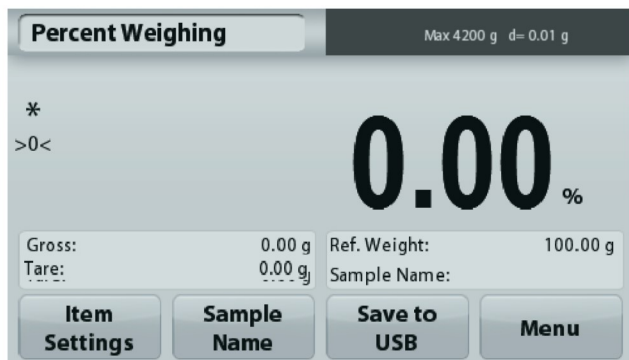 Percent Weighing
Max 4200 g d= 0.01 g
*
>0<
0.00 %
Gross: 0.00 g
Tare: 0.00 g
Ref. Weight: 100.00 g
Sample Name:
Item Settings
Sample Name
Save to USB
Menu